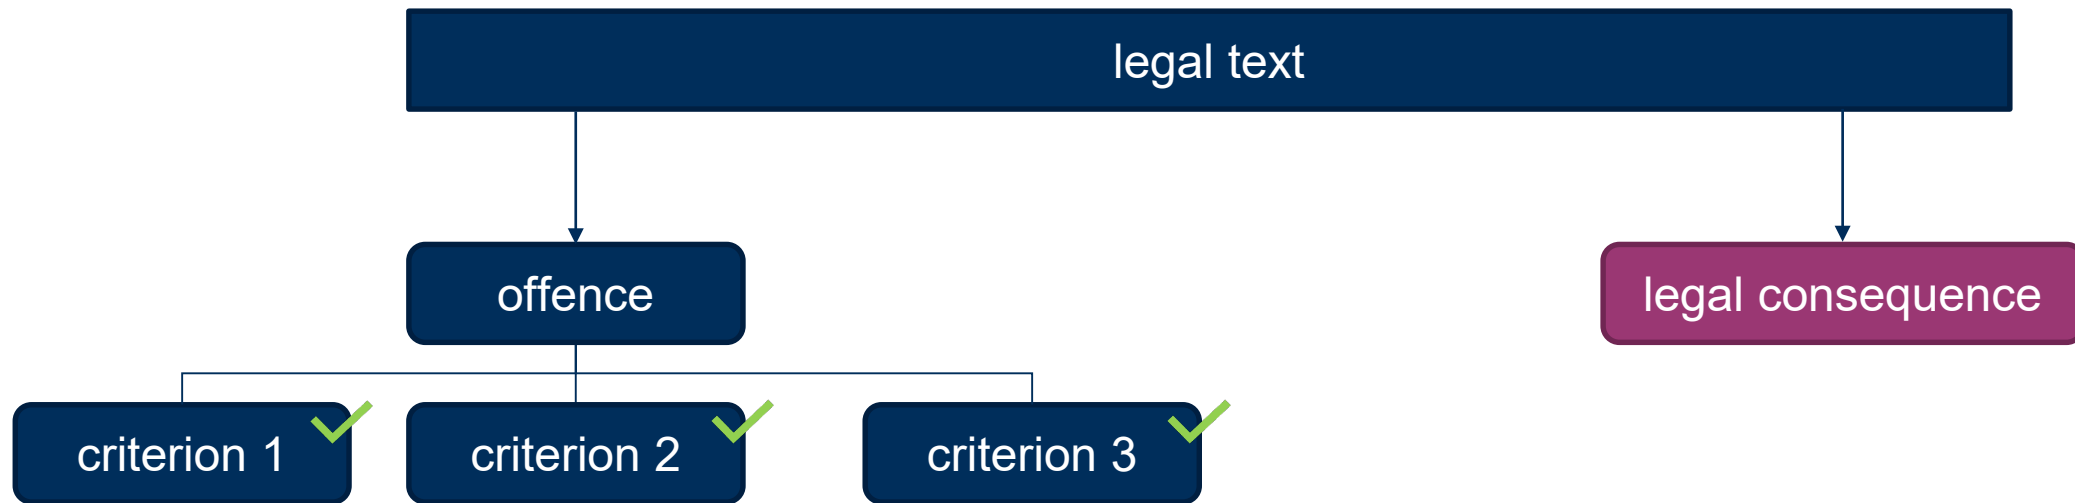 legal text
offence
legal consequence
criterion 1
criterion 2
criterion 3